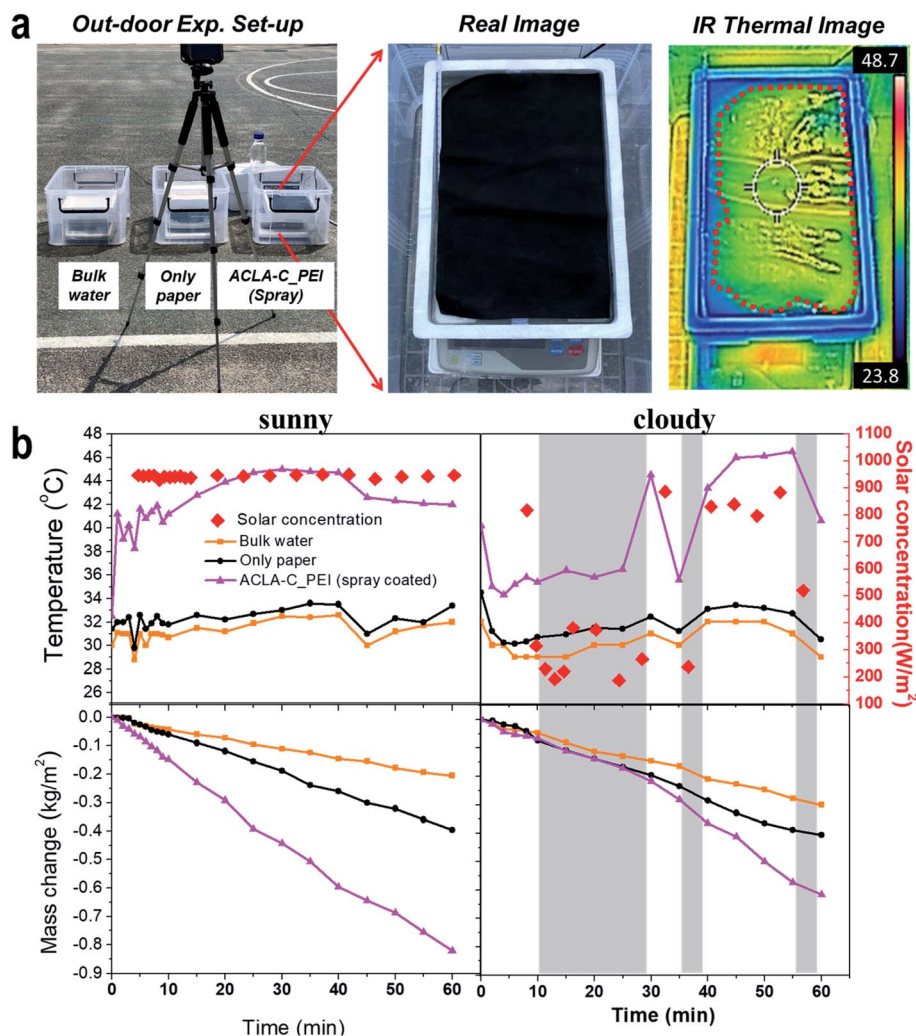 a
Out-door Exp. Set-up
Real Image
IR Thermal Image
48.7
Bulk
water
Only
paper
ACLA-C_PEI
(Spray)
23.8
b
sunny
cloudy
48
46
44
42
40
38
36
34
32
30
28
26
Temperature (°C)
Solar concentration
Bulk water
Only paper
ACLA-C_PEI (spray coated)
1100
1000
900
800
700
600
500
400
300
200
100
Solar concentration(W/m²)
0.0
-0.1
-0.2
-0.3
-0.4
-0.5
-0.6
-0.7
-0.8
-0.9
Mass change (kg/m²)
0 10 20 30 40 50 60
0 10 20 30 40 50 60
Time (min)
Time (min)